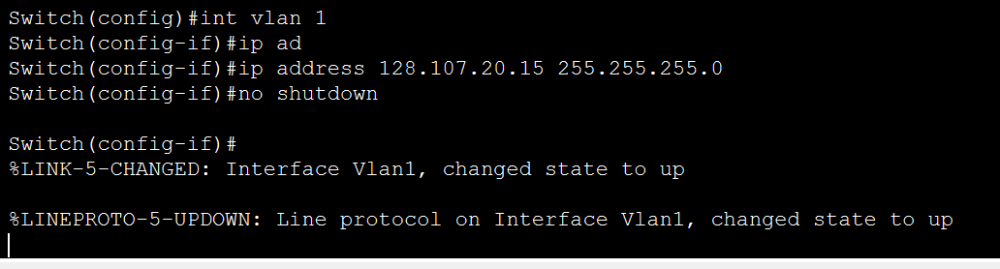 Switch(config)#int vlan 1
Switch(config-if)#ip ad
Switch(config-if)#ip address 128.107.20.15 255.255.255.0
Switch(config-if)#no shutdown
Switch(config-if)#
%LINK-5-CHANGED: Interface Vlan1, changed state to up
%LINEPROTO-5-UPDOWN: Line protocol on Interface Vlan1, changed state to up